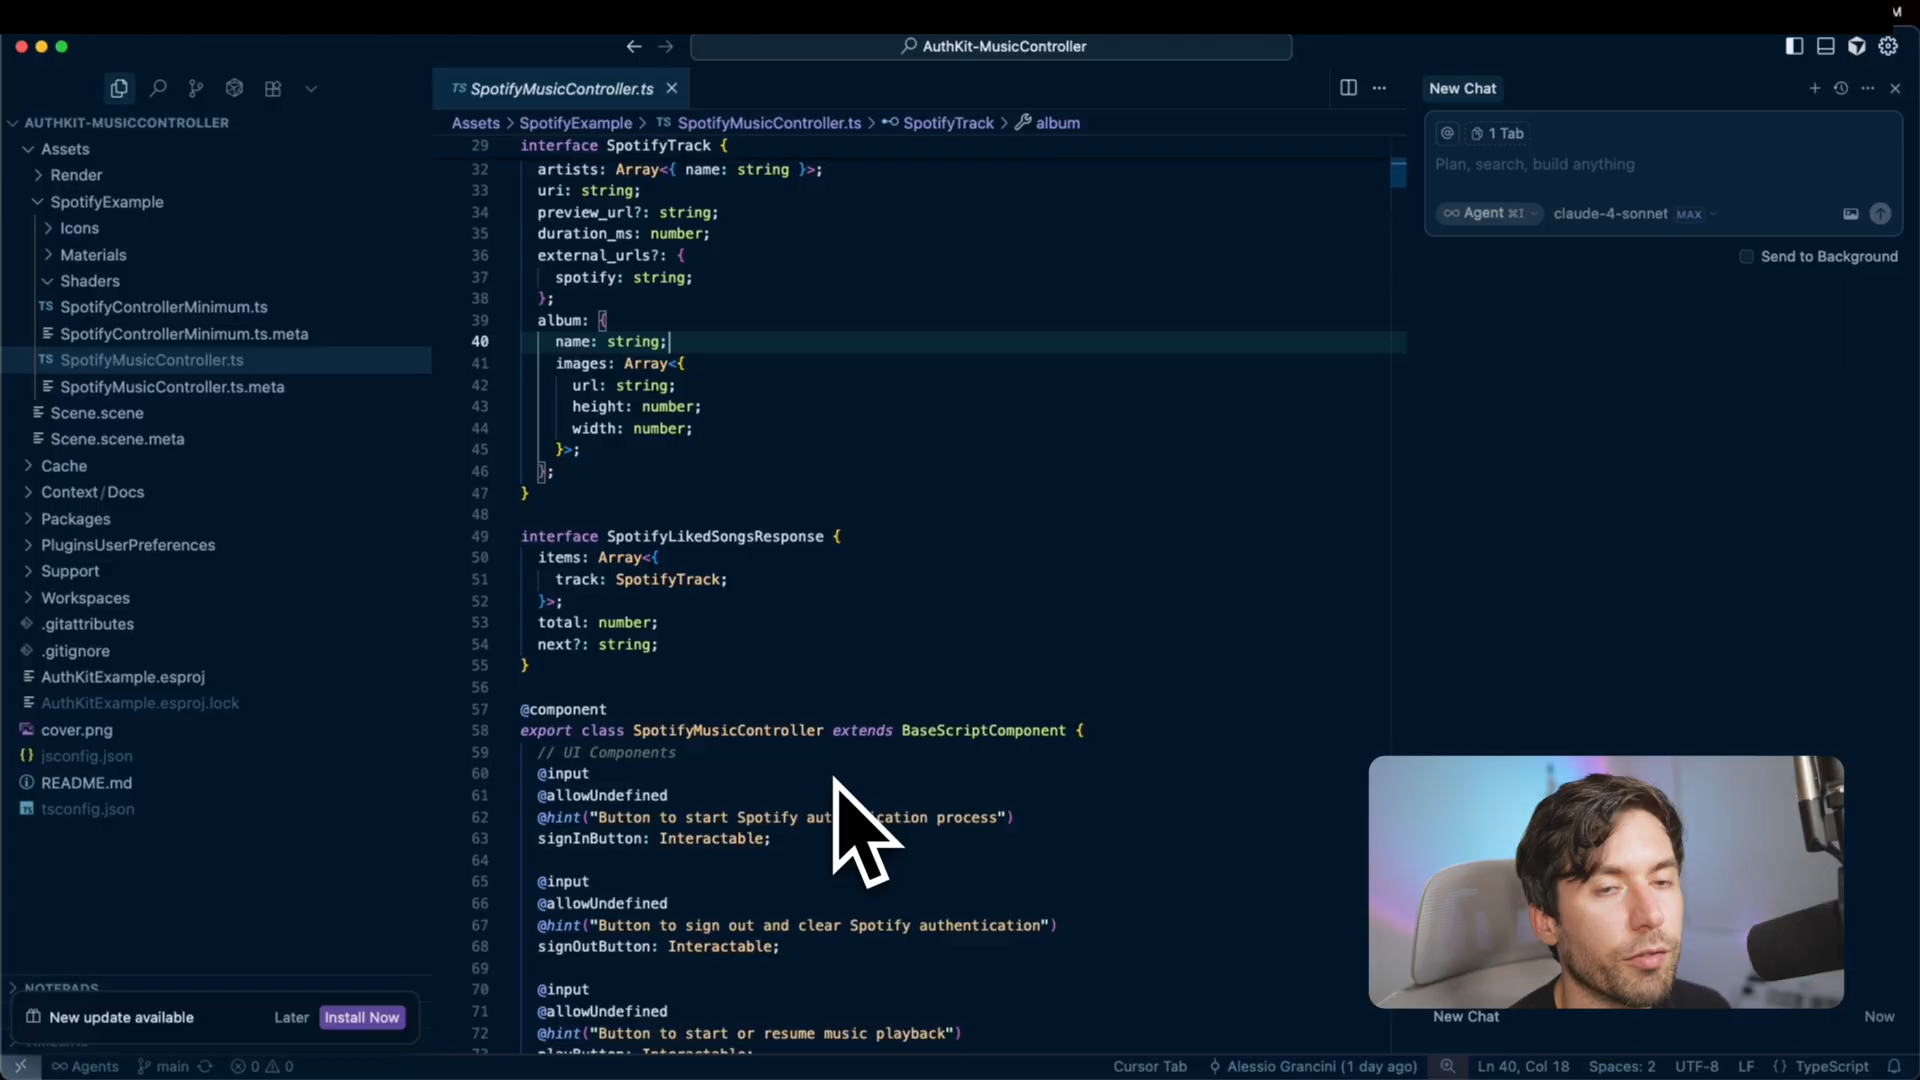 M
AuthKit-MusicController
TS SpotifyMusicController.ts
New Chat
AUTHKIT-MUSICCONTROLLER
Assets > SpotifyExample > TS SpotifyMusicController.ts > SpotifyTrack > album
@ 1 Tab
Plan, search, build anything
Agent ⌘I claude-4-sonnet MAX
Send to Background
Assets
Render
SpotifyExample
Icons
Materials
Shaders
TS SpotifyControllerMinimum.ts
SpotifyControllerMinimum.ts.meta
TS SpotifyMusicController.ts
SpotifyMusicController.ts.meta
Scene.scene
Scene.scene.meta
Cache
Context/Docs
Packages
PluginsUserPreferences
Support
Workspaces
.gitattributes
.gitignore
AuthKitExample.esproj
AuthKitExample.esproj.lock
cover.png
{} jsconfig.json
README.md
TS tsconfig.json
NOTEPADS
New update available Later Install Now
29 interface SpotifyTrack {
32 artists: Array<{ name: string }>;
33 uri: string;
34 preview_url?: string;
35 duration_ms: number;
36 external_urls?: {
37 spotify: string;
38 };
39 album: {
40 name: string;
41 images: Array<{
42 url: string;
43 height: number;
44 width: number;
45 }>;
46 };
47 }
48
49 interface SpotifyLikedSongsResponse {
50 items: Array<{
51 track: SpotifyTrack;
52 }>;
53 total: number;
54 next?: string;
55 }
56
57 @component
58 export class SpotifyMusicController extends BaseScriptComponent {
59 // UI Components
60 @input
61 @allowUndefined
62 @hint("Button to start Spotify aut cation process")
63 signInButton: Interactable;
64
65 @input
66 @allowUndefined
67 @hint("Button to sign out and clear Spotify authentication")
68 signOutButton: Interactable;
69
70 @input
71 @allowUndefined
72 @hint("Button to start or resume music playback")
73 playButton: Interactable;
New Chat Now
Agents main 0 0 Cursor Tab Alessio Grancini (1 day ago) Ln 40, Col 18 Spaces: 2 UTF-8 LF {} TypeScript